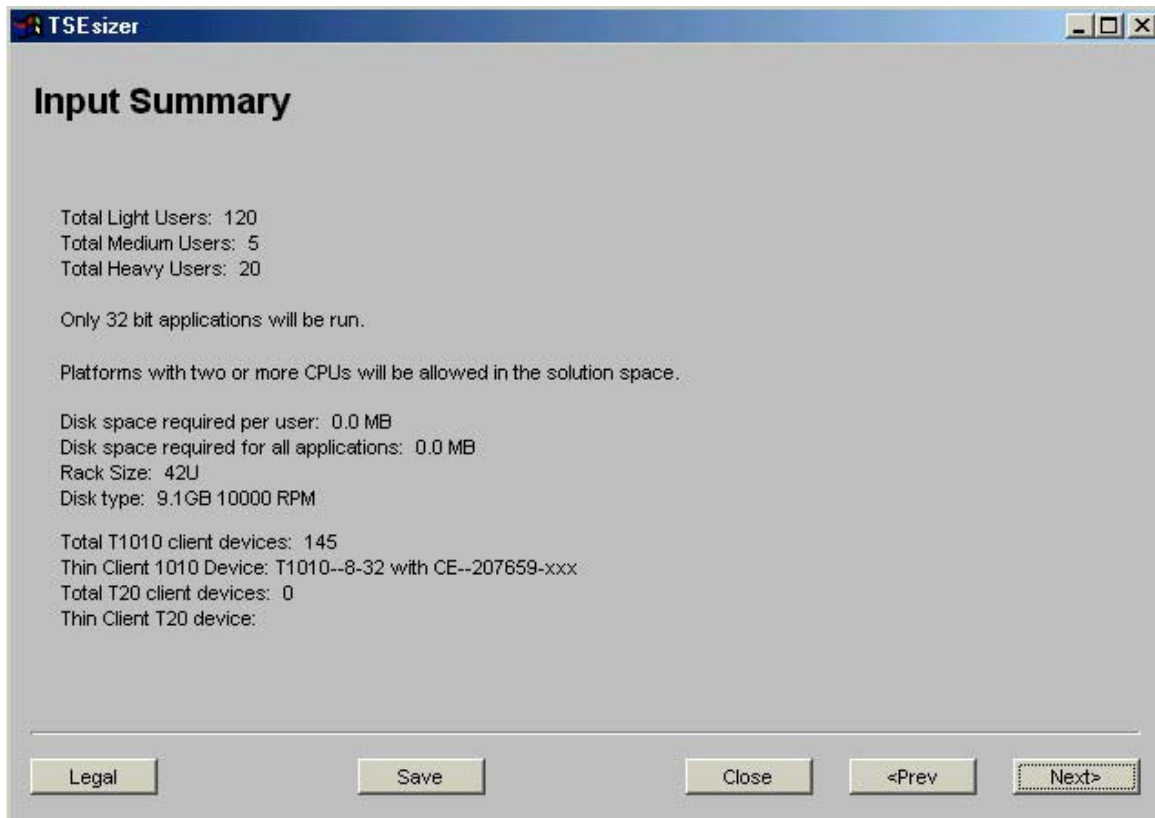 TSEsizer
Input Summary
Total Light Users: 120
Total Medium Users: 5
Total Heavy Users: 20
Only 32 bit applications will be run.
Platforms with two or more CPUs will be allowed in the solution space.
Disk space required per user: 0.0 MB
Disk space required for all applications: 0.0 MB
Rack Size: 42U
Disk type: 9.1GB 10000 RPM
Total T1010 client devices: 145
Thin Client 1010 Device: T1010--8-32 with CE--207659-xxx
Total T20 client devices: 0
Thin Client T20 device:
Legal Save Close <Prev Next>